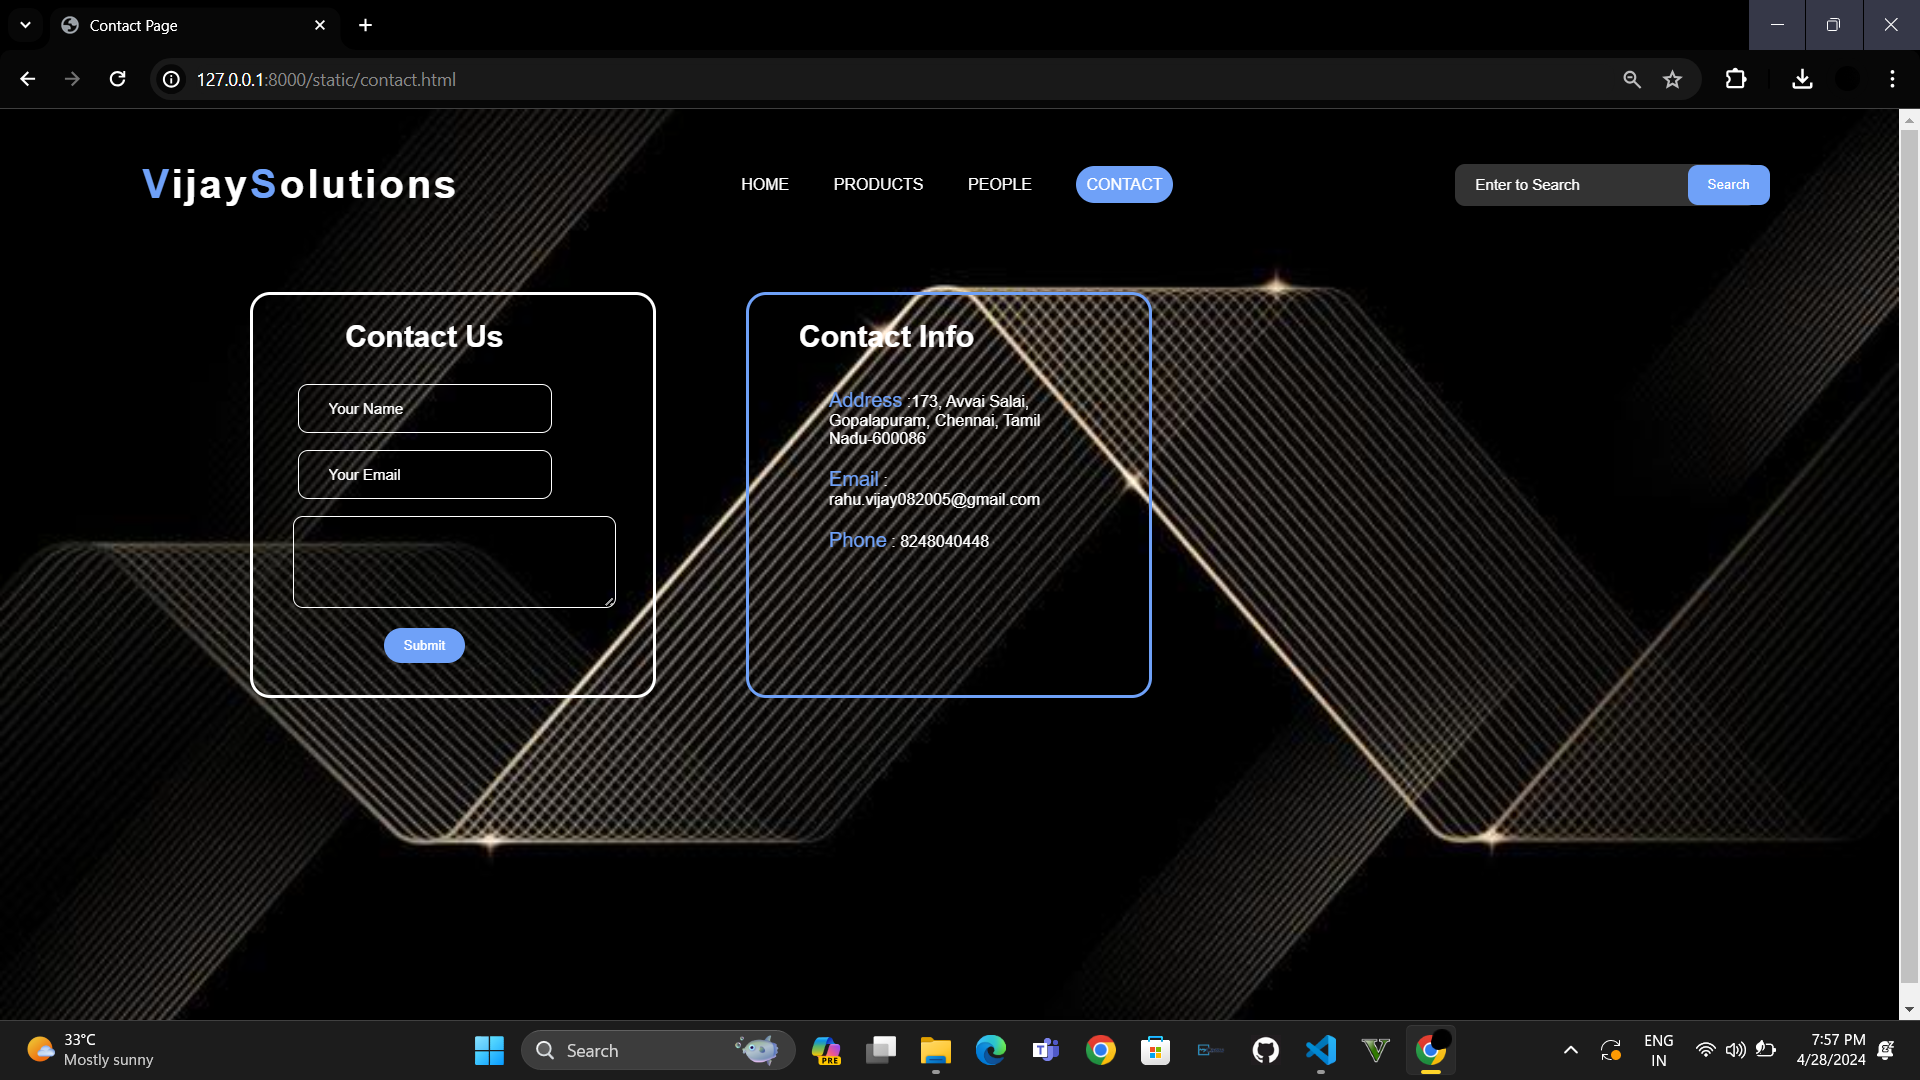 Contact Page
127.0.0.1:8000/static/contact.html
VijaySolutions
HOME PRODUCTS PEOPLE CONTACT
Enter to Search Search
Contact Us
Your Name
Your Email
Submit
Contact Info
Address :173, Avvai Salai,
Gopalapuram, Chennai, Tamil
Nadu-600086
Email :
rahu.vijay082005@gmail.com
Phone : 8248040448
33°C
Mostly sunny
Search
PRE
ENG
IN
7:57 PM
4/28/2024